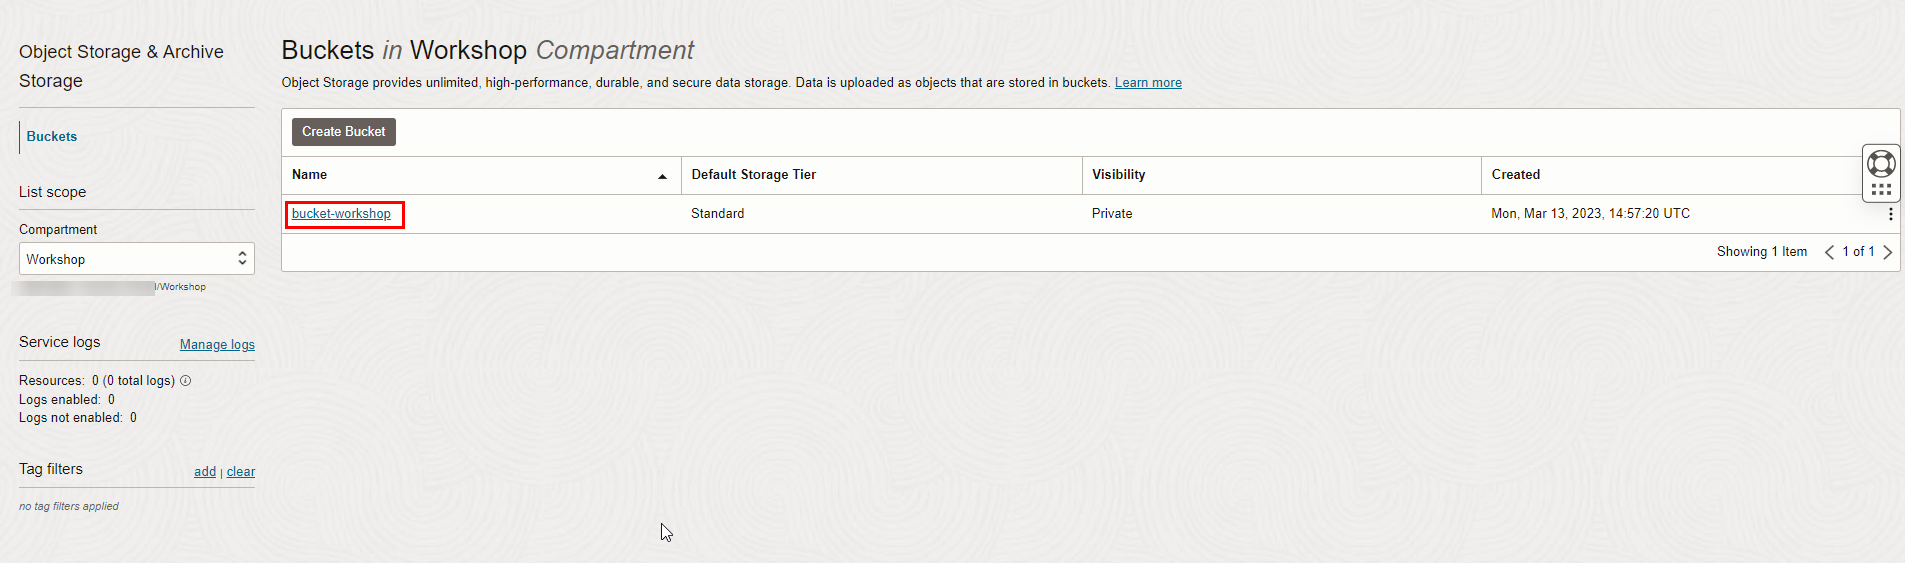 Object Storage & Archive
Storage
Buckets
List scope
Compartment
Workshop
/Workshop
Service logs
Manage logs
Resources: 0 (0 total logs)
Logs enabled: 0
Logs not enabled: 0
Tag filters
add | clear
no tag filters applied
Buckets in Workshop Compartment
Object Storage provides unlimited, high-performance, durable, and secure data storage. Data is uploaded as objects that are stored in buckets. Learn more
Create Bucket
Name Default Storage Tier Visibility Created
bucket-workshop Standard Private Mon, Mar 13, 2023, 14:57:20 UTC
Showing 1 Item 1 of 1